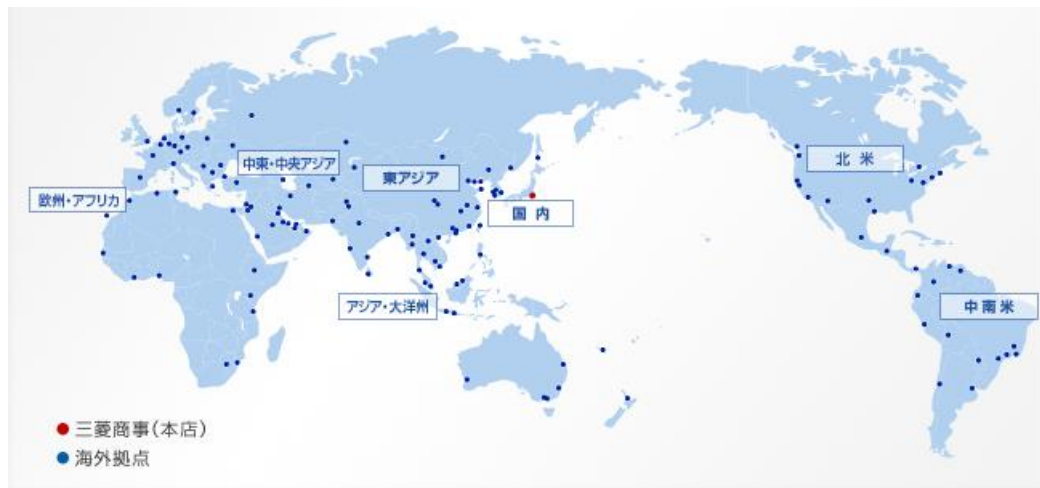 中東・中央アジア
東アジア
北 米
欧州・アフリカ
国 内
アジア・大洋州
中 南 米
三菱商事(本店)
海外拠点